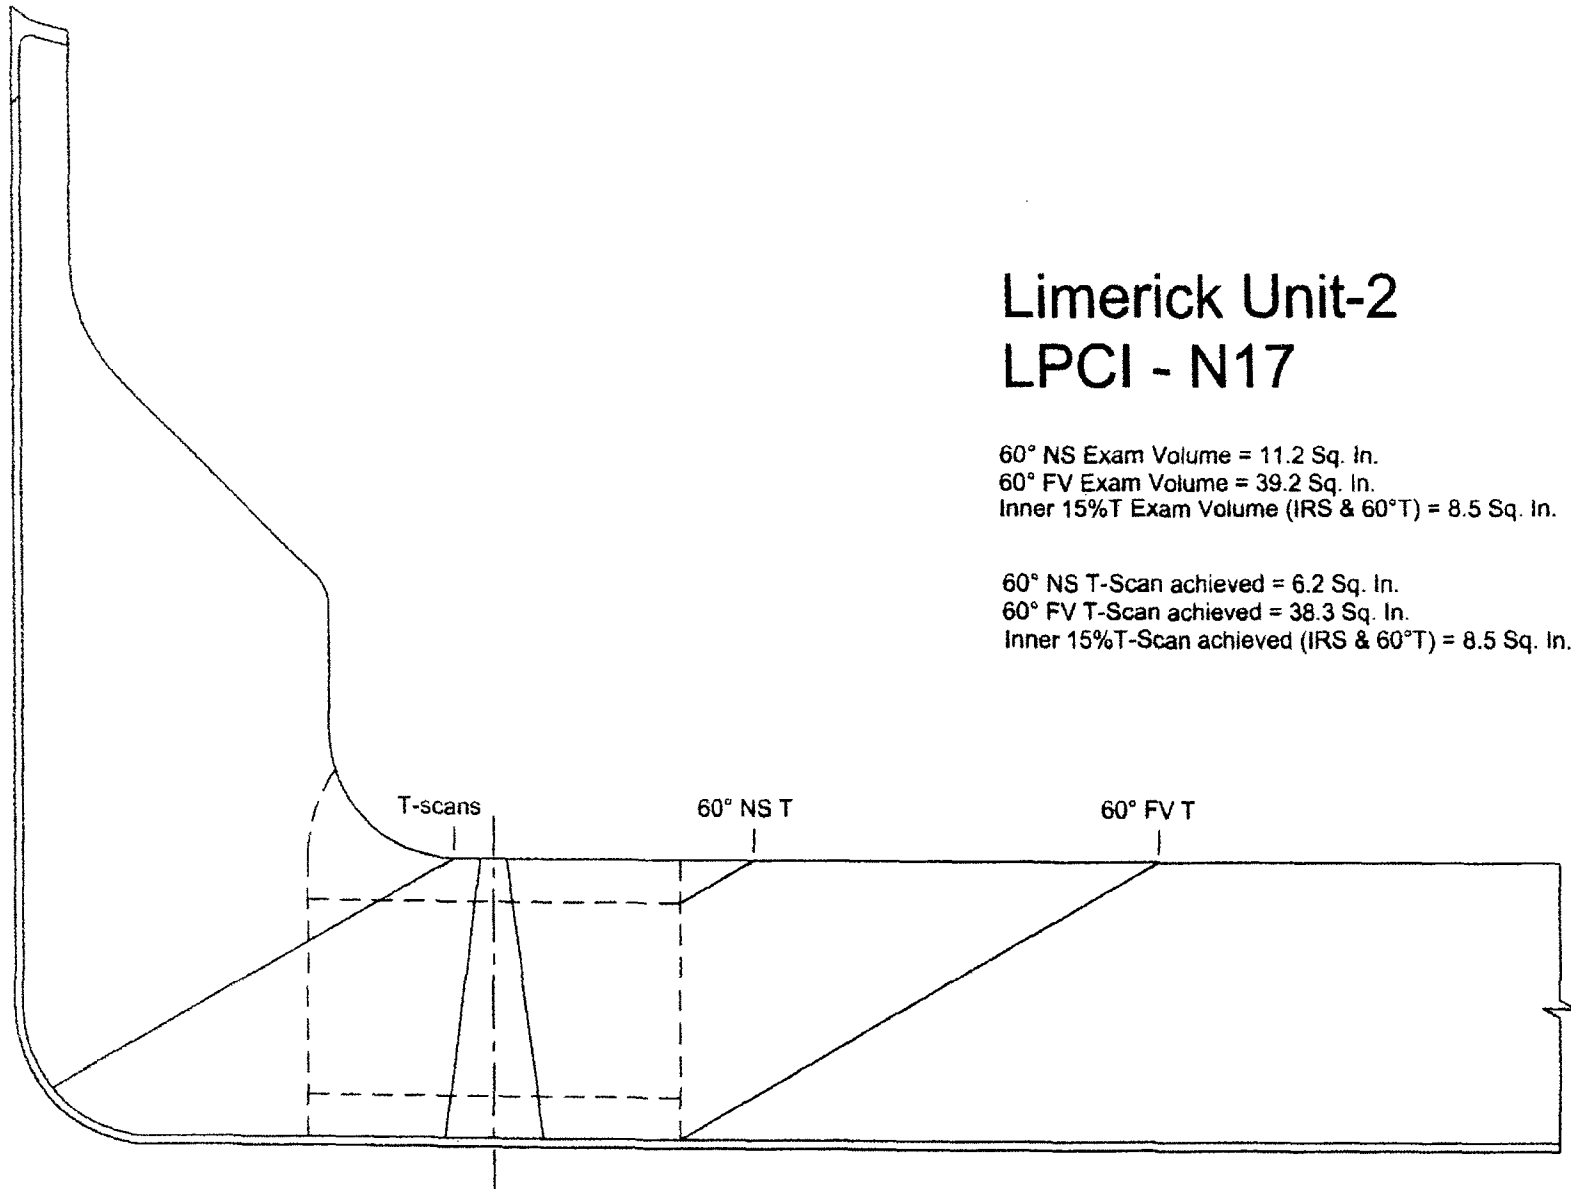 Limerick Unit-2
LPCI - N17
60° NS Exam Volume = 11.2 Sq. In.
60° FV Exam Volume = 39.2 Sq. In.
Inner 15%T Exam Volume (IRS & 60°T) = 8.5 Sq. In.
60° NS T-Scan achieved = 6.2 Sq. In.
60° FV T-Scan achieved = 38.3 Sq. In.
Inner 15%T-Scan achieved (IRS & 60°T) = 8.5 Sq. In.
T-scans
60° NS T
60° FV T